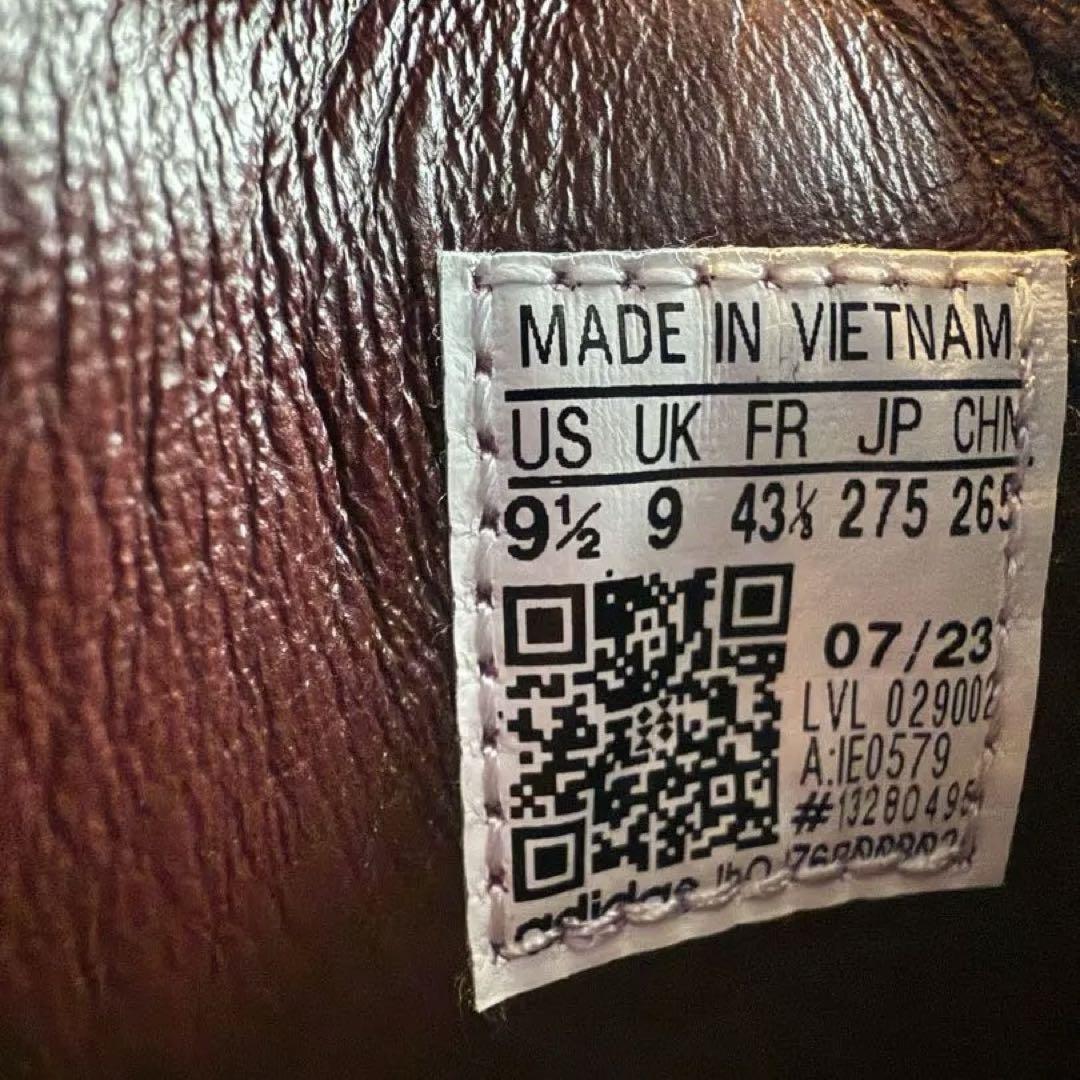 MADE IN VIETNAM
US UK FR JP CHN
9½ 9 43⅓ 275 265
07/23
LVL 029002
A:IE0579
#132804954
adidas